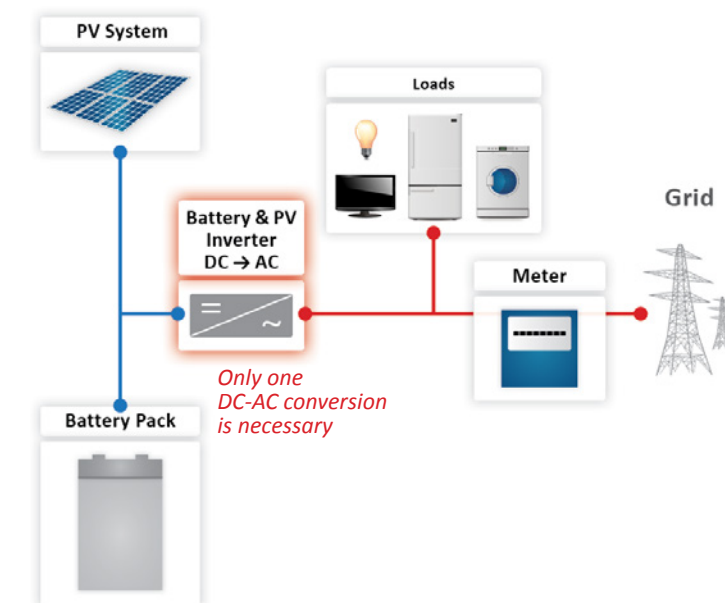 PV System
Loads
Battery & PV
Inverter
DC → AC
Grid
Meter
Only one
DC-AC conversion
is necessary
Battery Pack